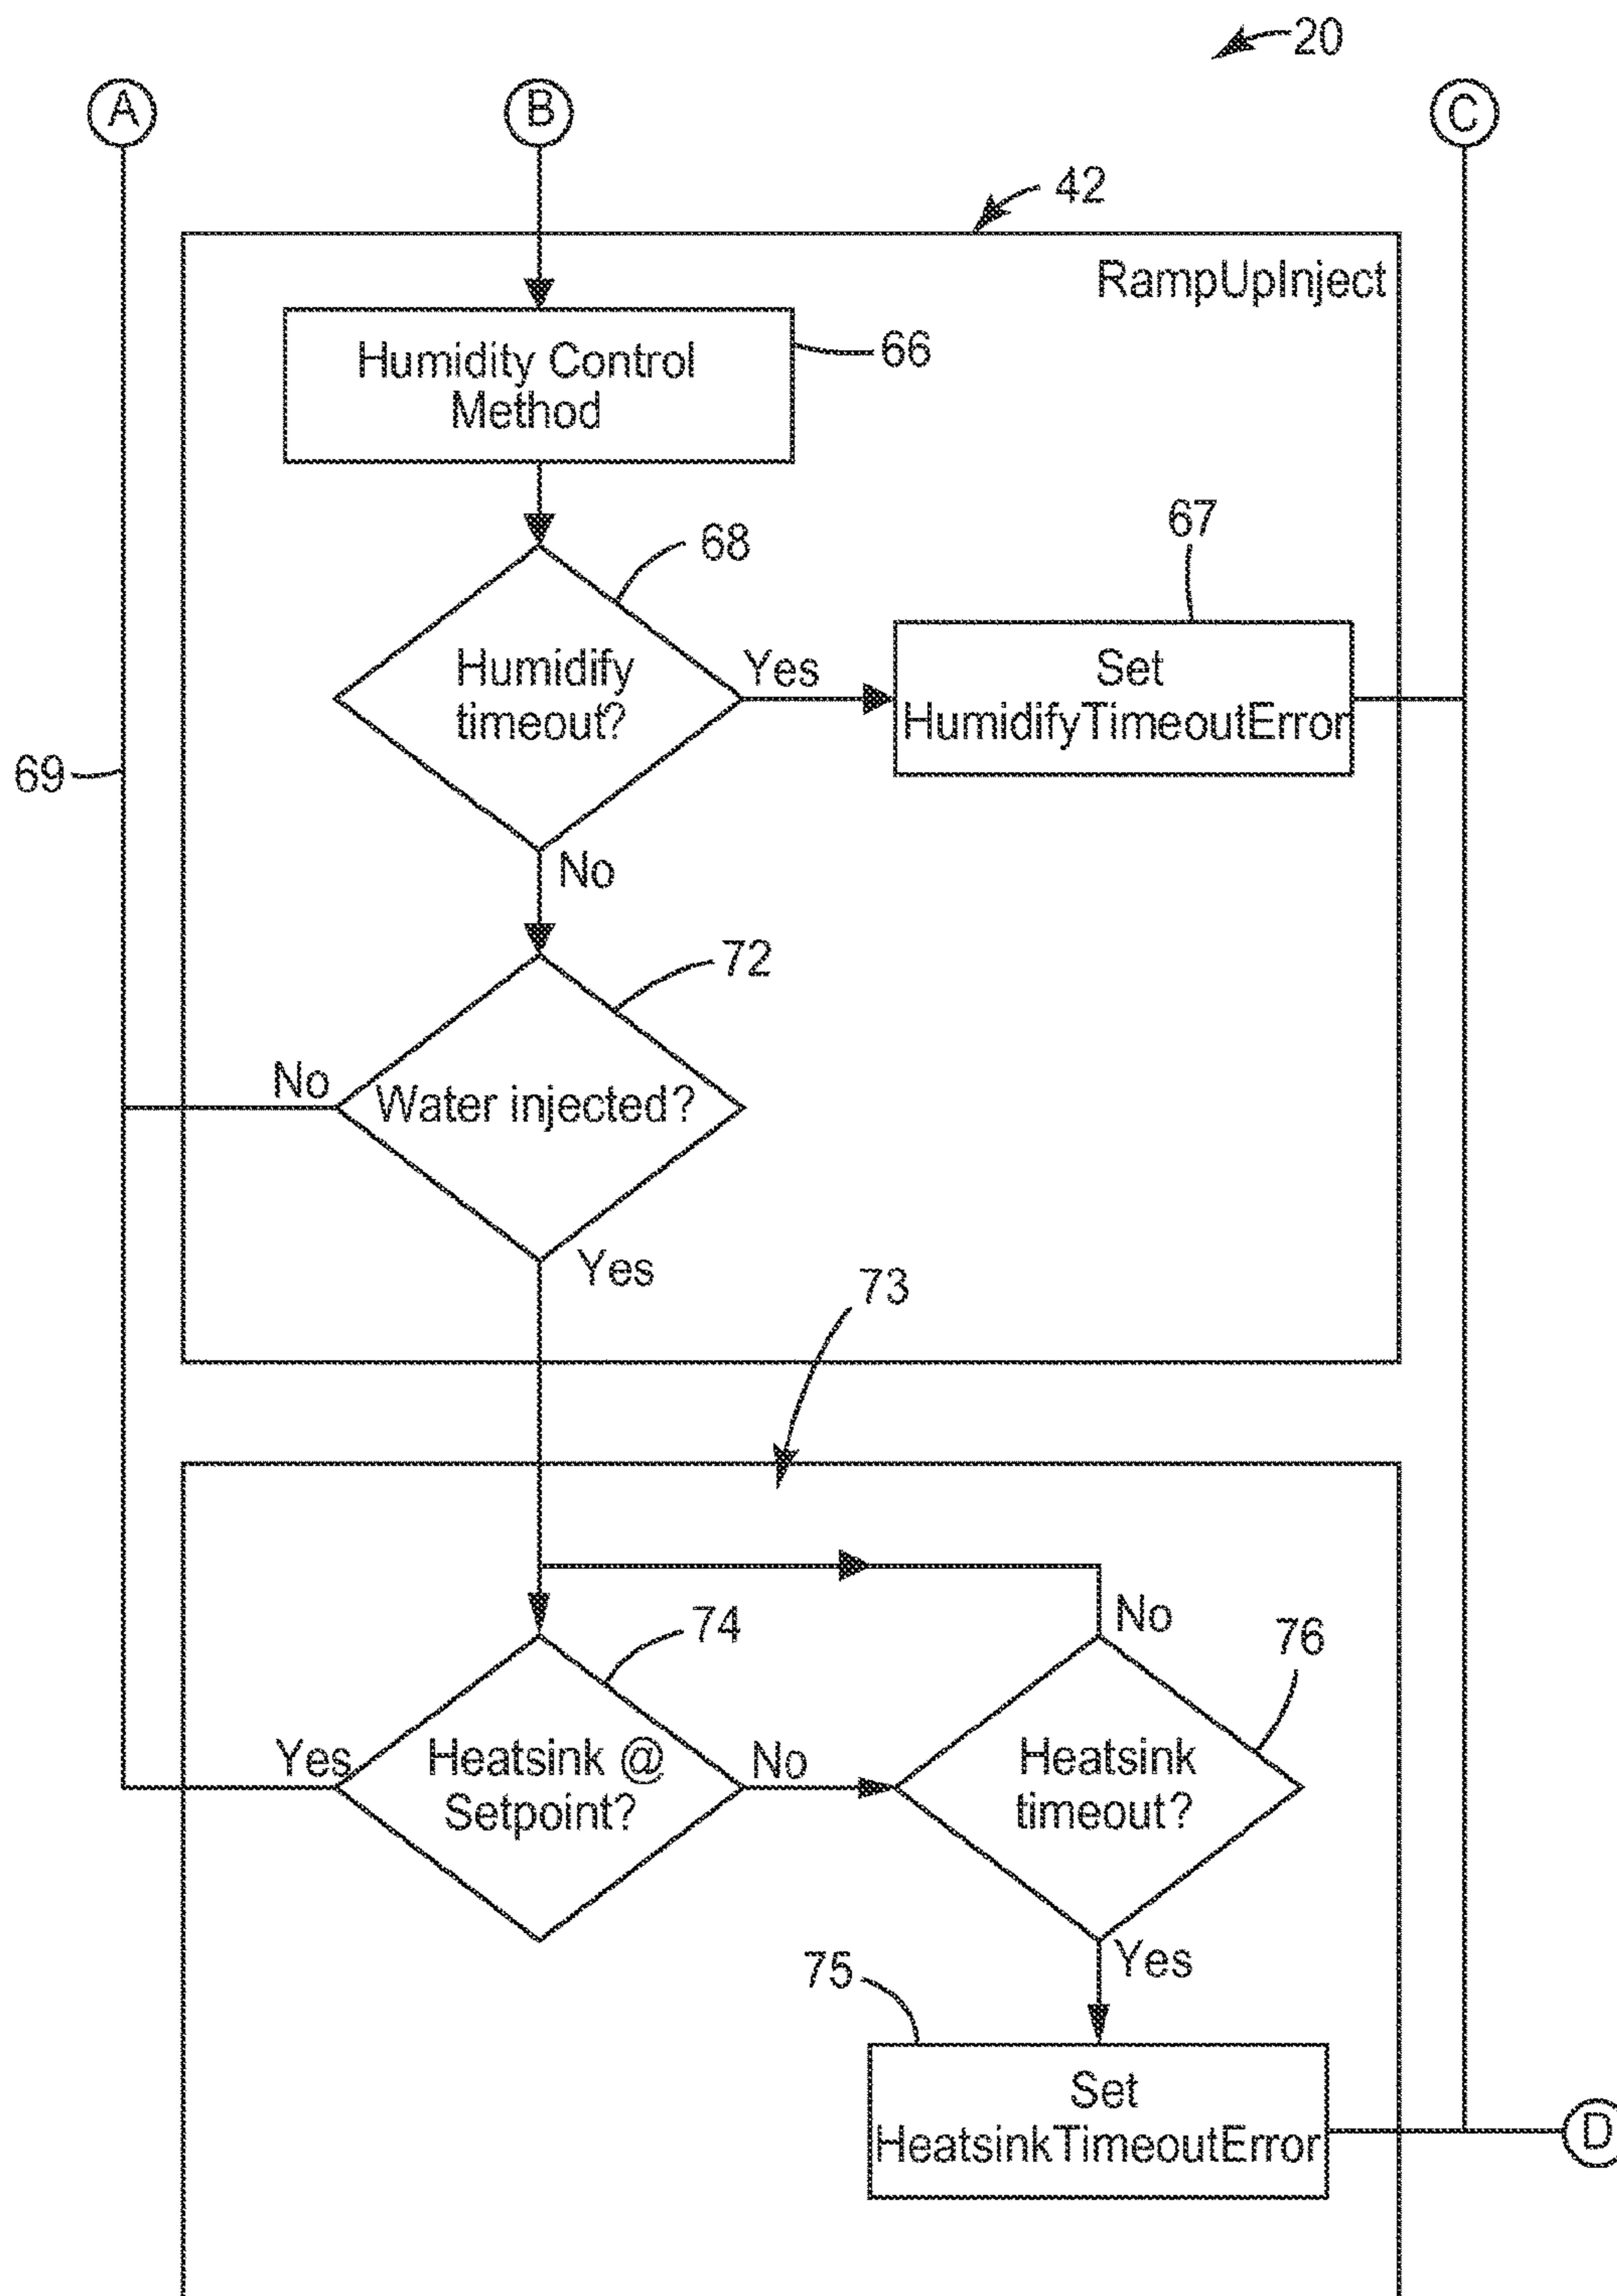 20
A
B
C
42
RampUpInject
Humidity Control
Method
66
68
67
Humidify
timeout?
Yes
Set
HumidifyTimeoutError
69
No
72
No
Water injected?
Yes
73
74
No
76
Yes
Heatsink @
Setpoint?
No
Heatsink
timeout?
75
Yes
Set
HeatsinkTimeoutError
D